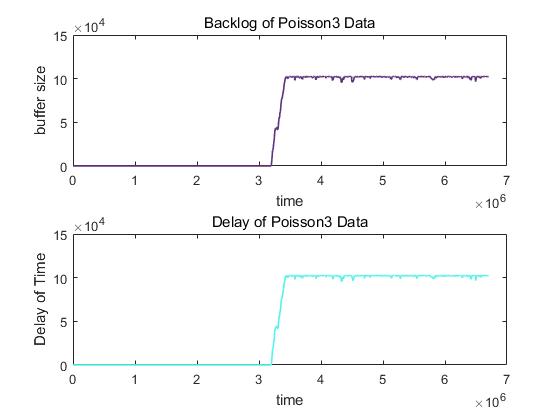 Backlog of Poisson3 Data
×10⁴
15
10
5
0
buffer size
0 1 2 3 4 5 6 7
time
×10⁶
Delay of Poisson3 Data
×10⁴
15
10
5
0
Delay of Time
0 1 2 3 4 5 6 7
time
×10⁶